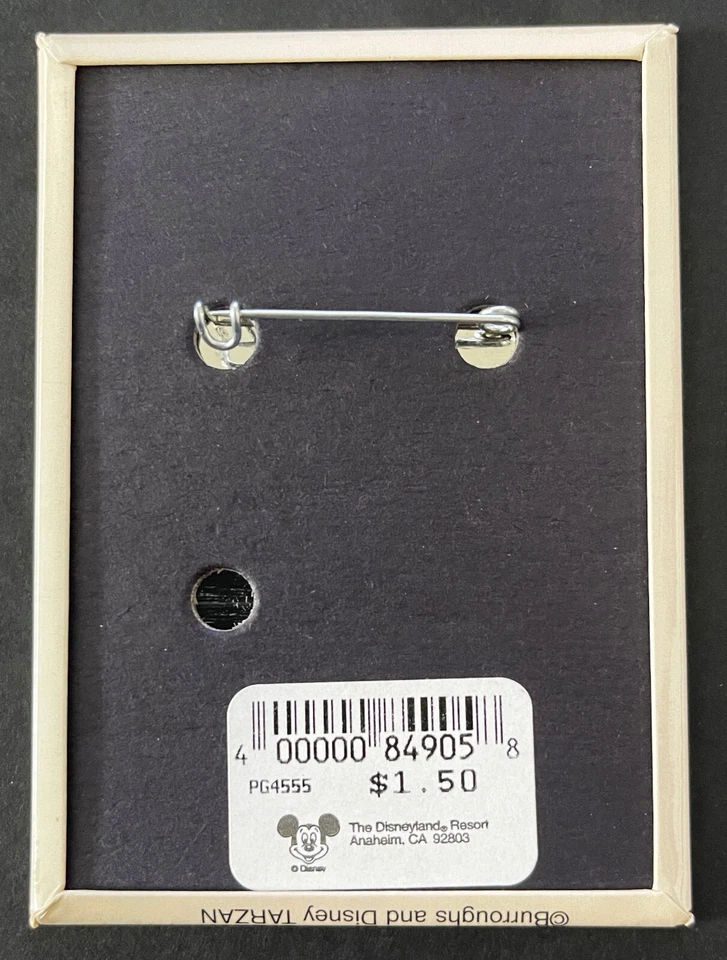 4 00000 84905 8
PG4555 $1.50
The Disneyland® Resort
Anaheim, CA 92803
© Disney
©Burroughs and Disney TARZAN